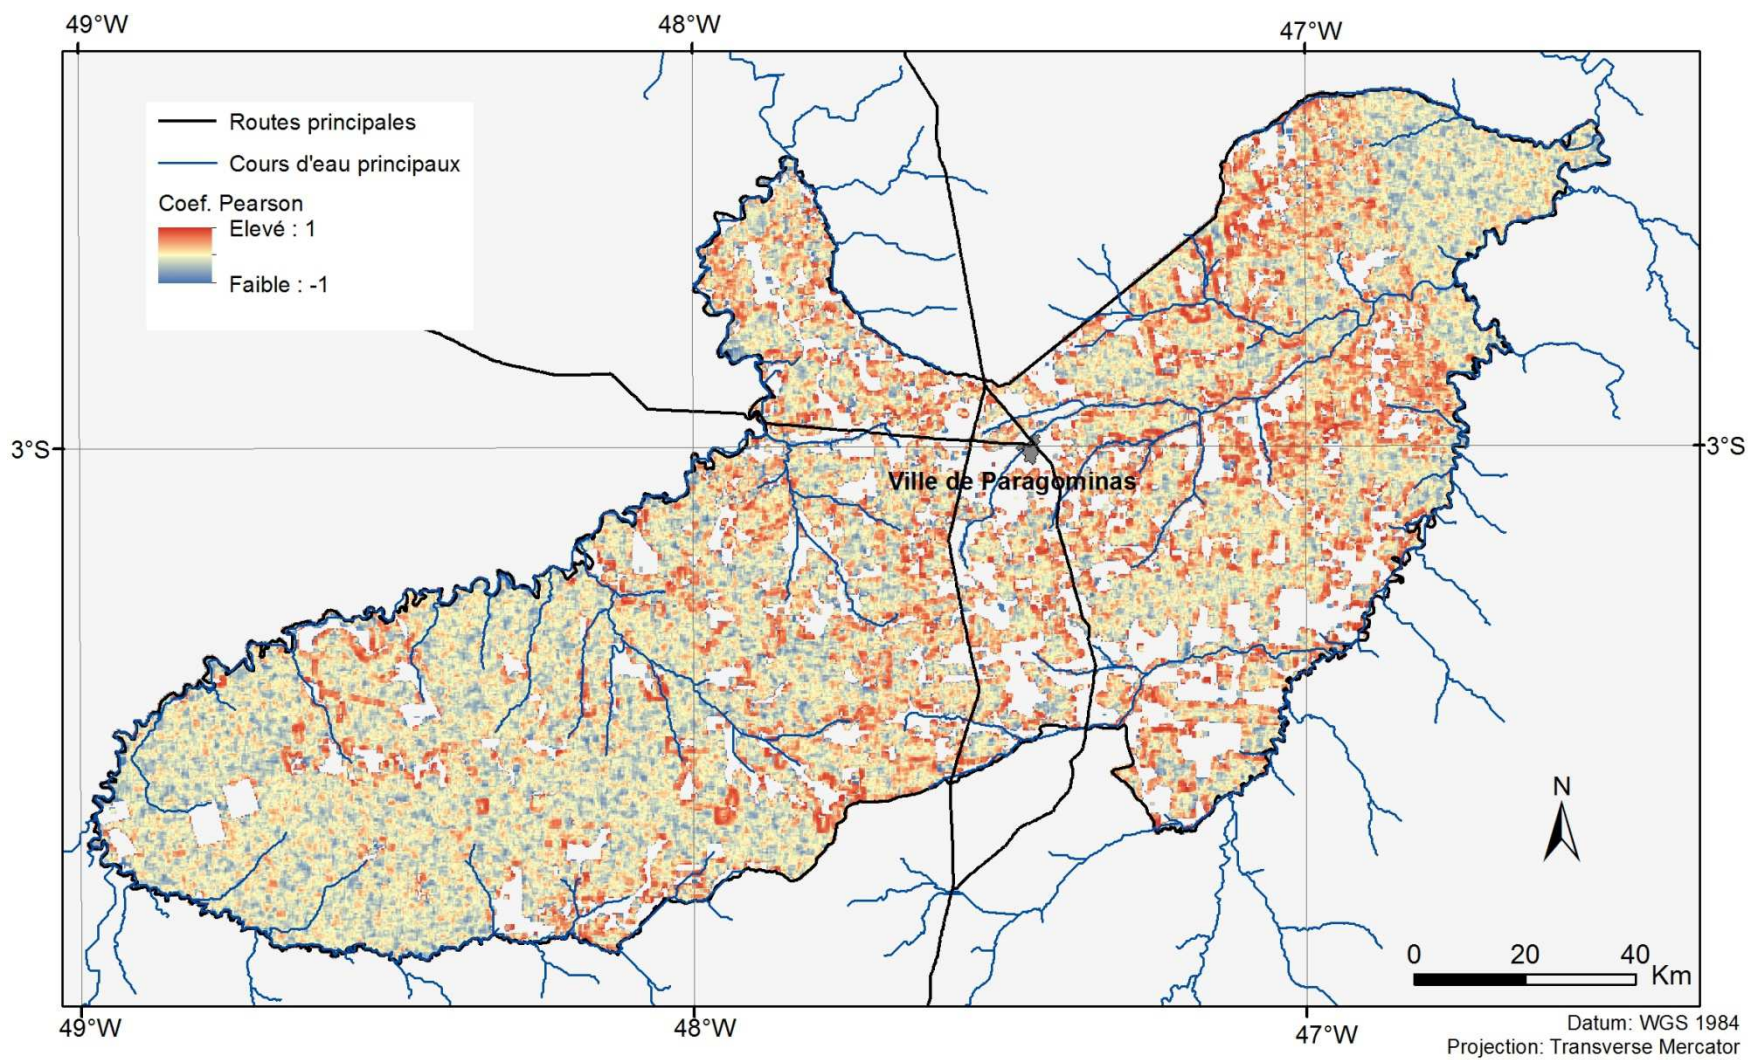 49°W
48°W
47°W
Routes principales
Cours d'eau principaux
Coef. Pearson
Elevé : 1
Faible : -1
3°S
3°S
Ville de Paragominas
N
0 20 40
Km
49°W
48°W
47°W
Datum: WGS 1984
Projection: Transverse Mercator